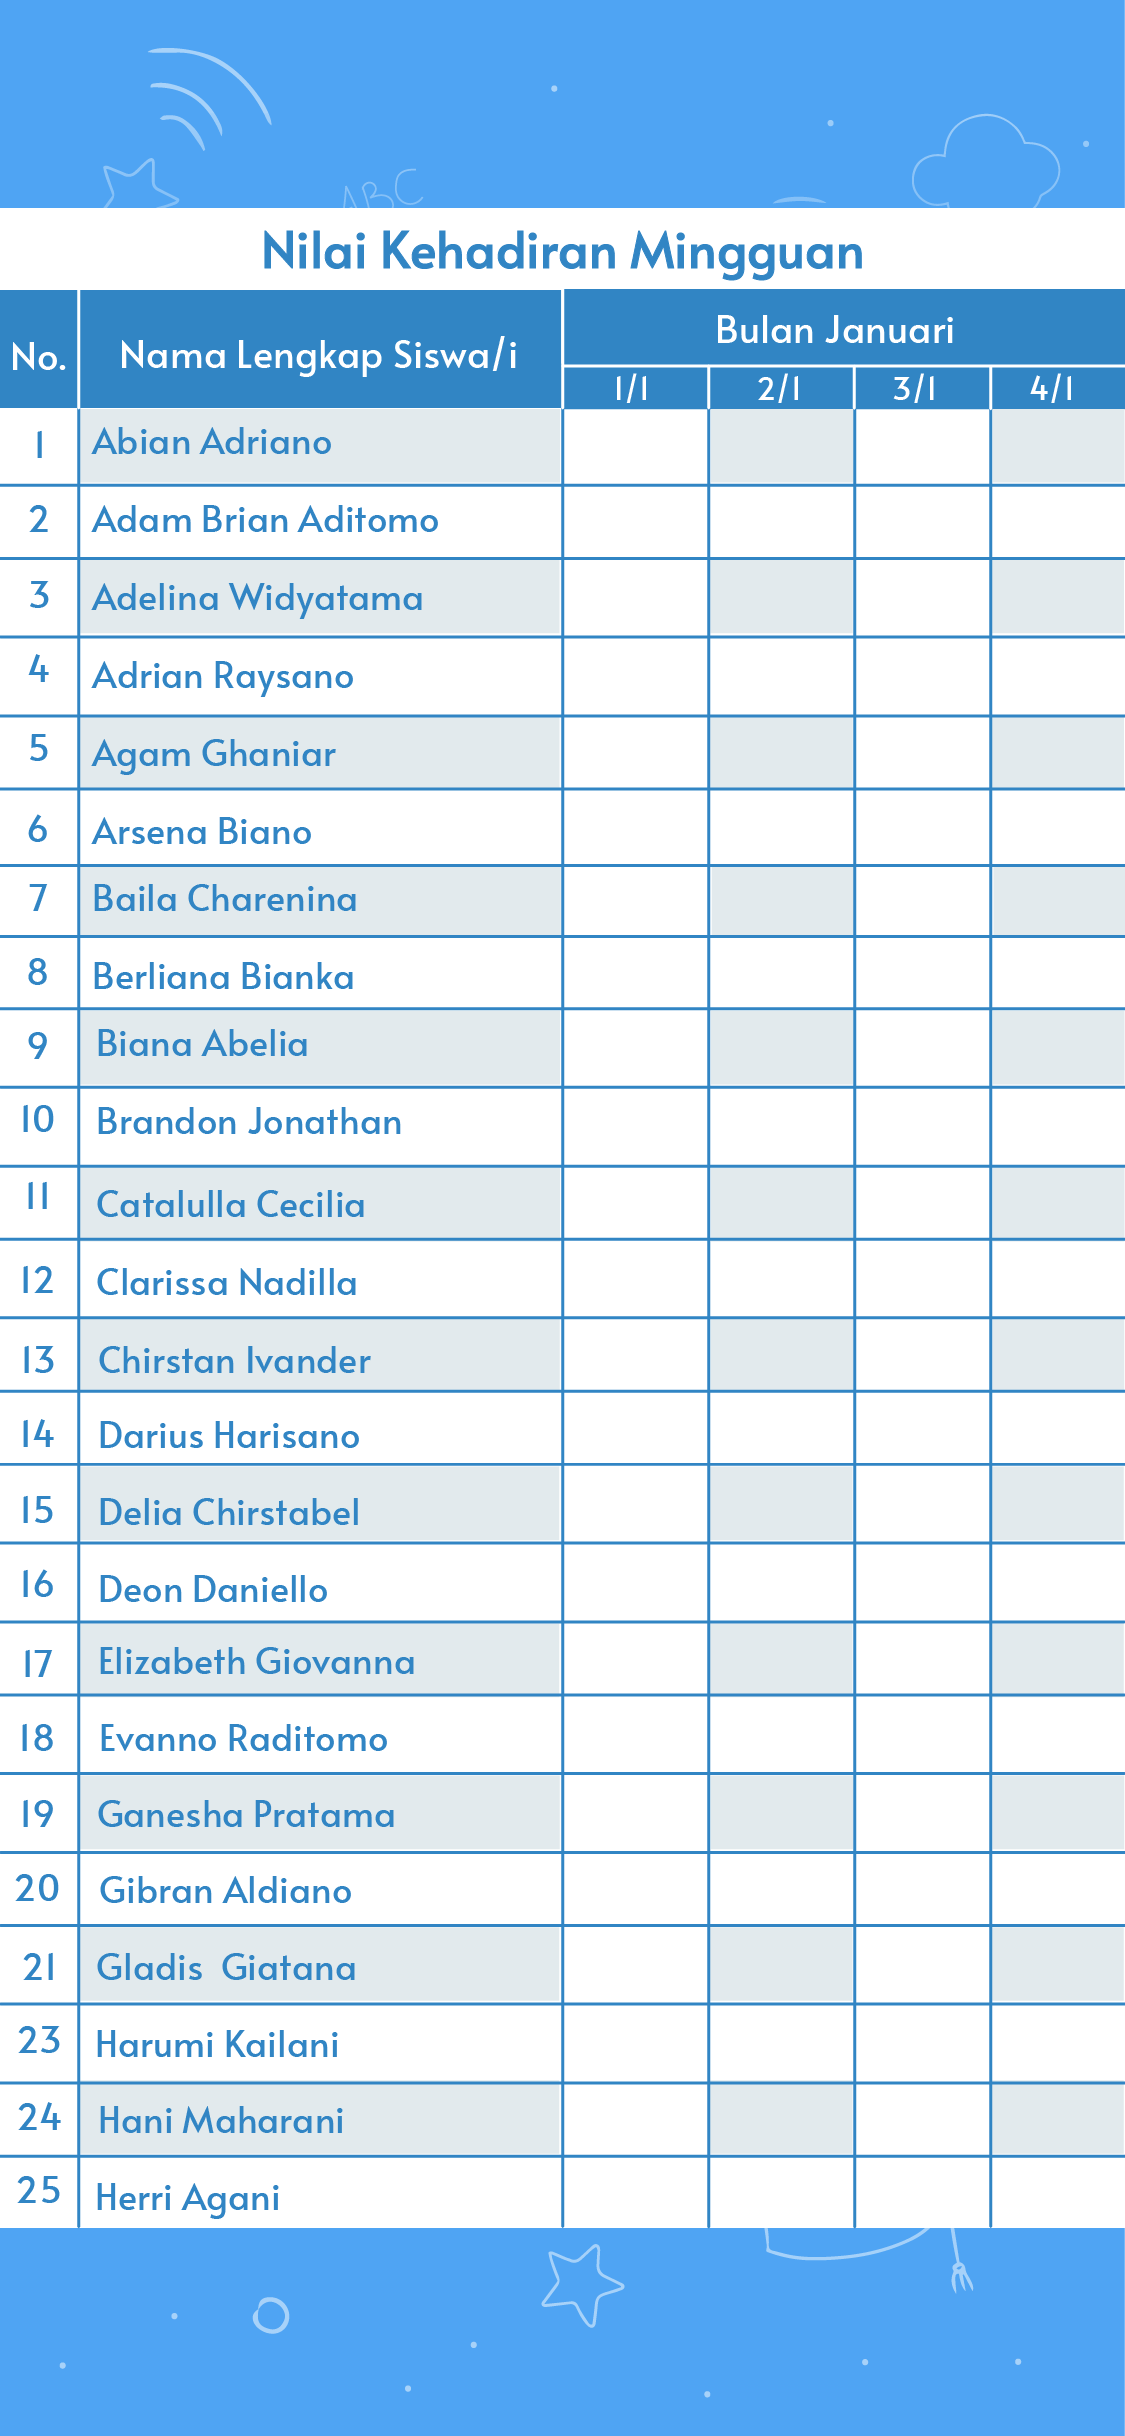 ABC
Nilai Kehadiran Mingguan
No. Nama Lengkap Siswa/i Bulan Januari
1/1 2/1 3/1 4/1
1 Abian Adriano
2 Adam Brian Aditomo
3 Adelina Widyatama
4 Adrian Raysano
5 Agam Ghaniar
6 Arsena Biano
7 Baila Charenina
8 Berliana Bianka
9 Biana Abelia
10 Brandon Jonathan
11 Catalulla Cecilia
12 Clarissa Nadilla
13 Chirstan Ivander
14 Darius Harisano
15 Delia Chirstabel
16 Deon Daniello
17 Elizabeth Giovanna
18 Evanno Raditomo
19 Ganesha Pratama
20 Gibran Aldiano
21 Gladis Giatana
23 Harumi Kailani
24 Hani Maharani
25 Herri Agani